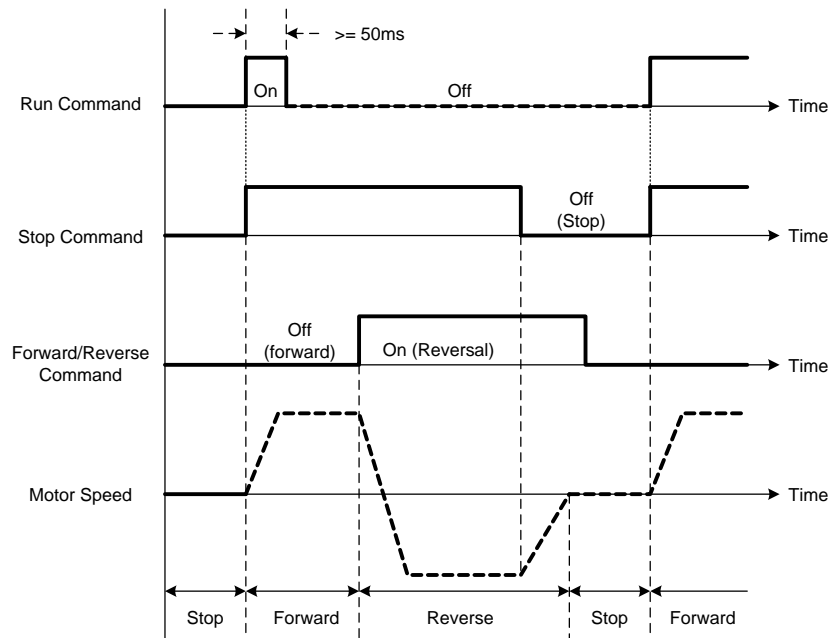 >= 50ms
On
Off
Run Command
Time
Off
(Stop)
Stop Command
Time
Off
(forward)
On (Reversal)
Forward/Reverse
Command
Time
Motor Speed
Time
Stop
Forward
Reverse
Stop
Forward